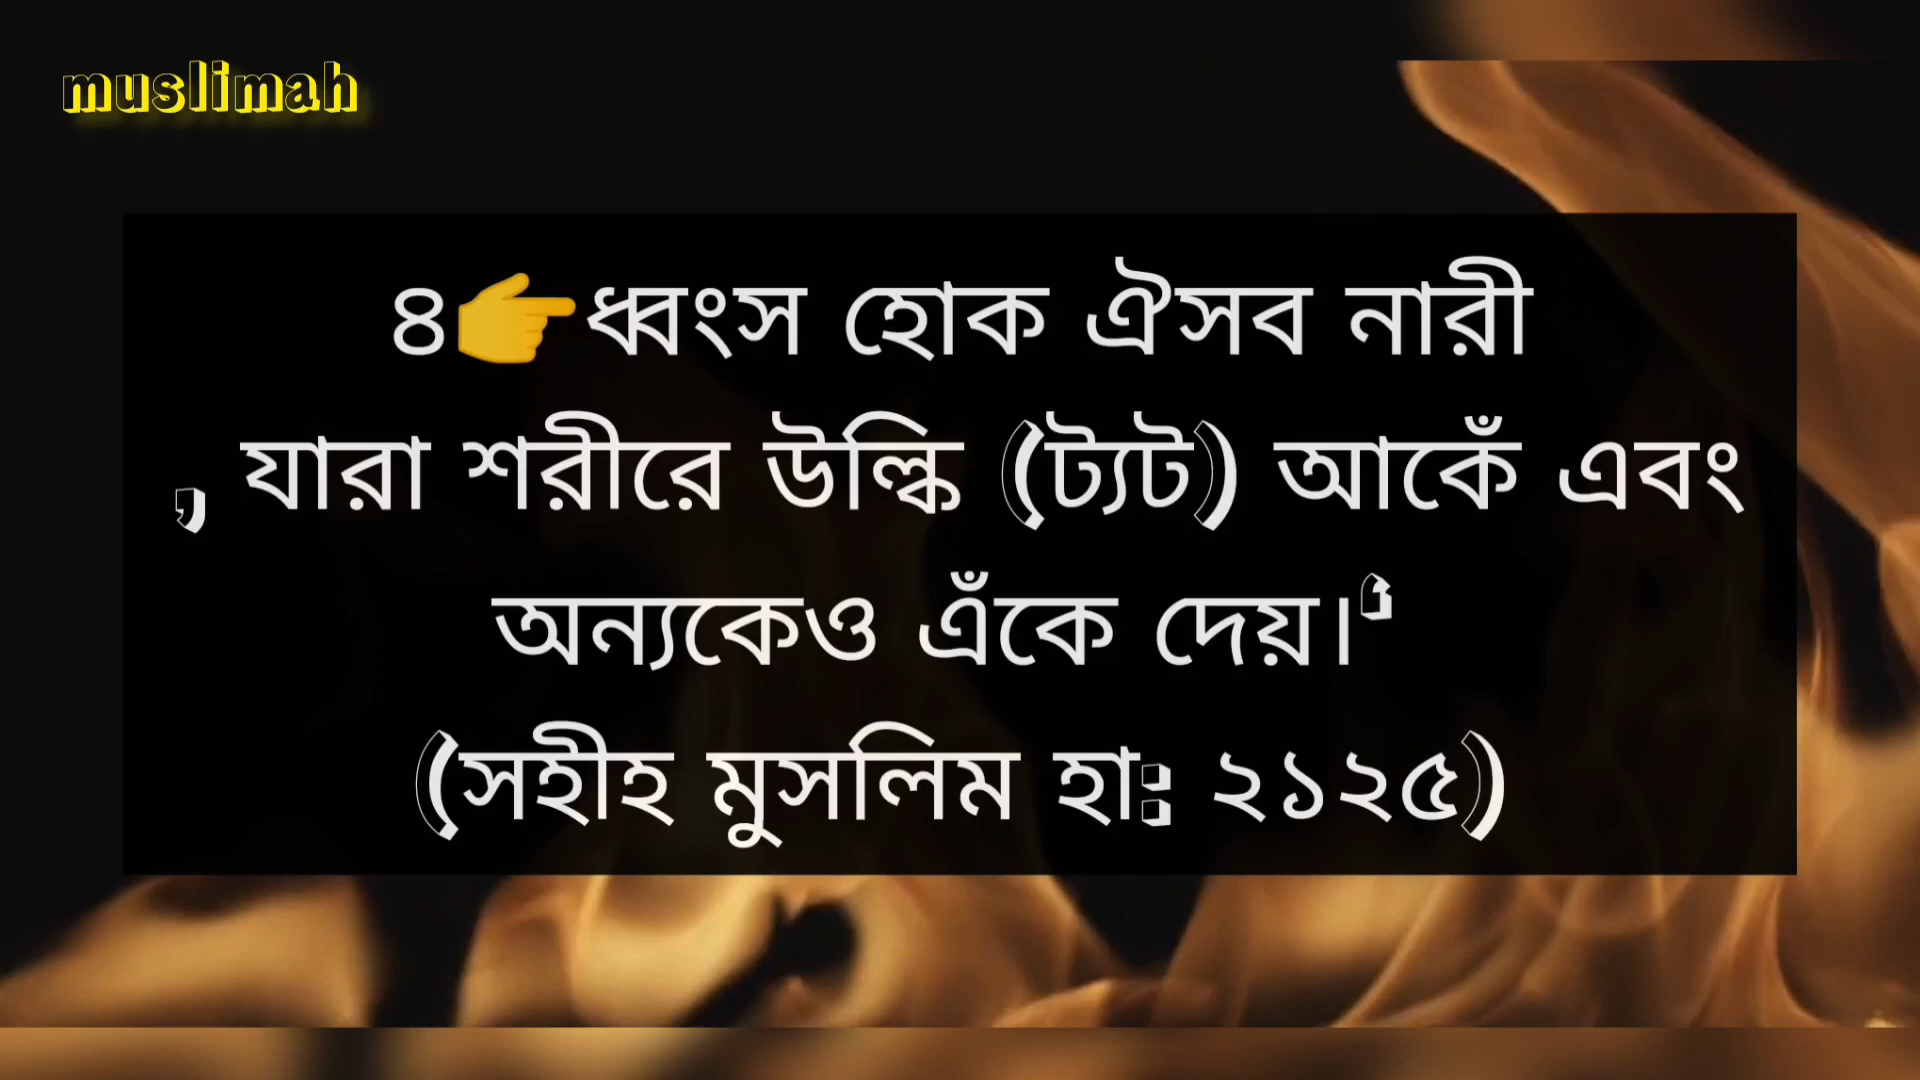 muslimah
৪👉ধ্বংস হোক ঐসব নারী
, যারা শরীরে উল্কি (ট্যট) আকেঁ এবং
অন্যকেও এঁকে দেয়।‘
(সহীহ মুসলিম হা: ২১২৫)